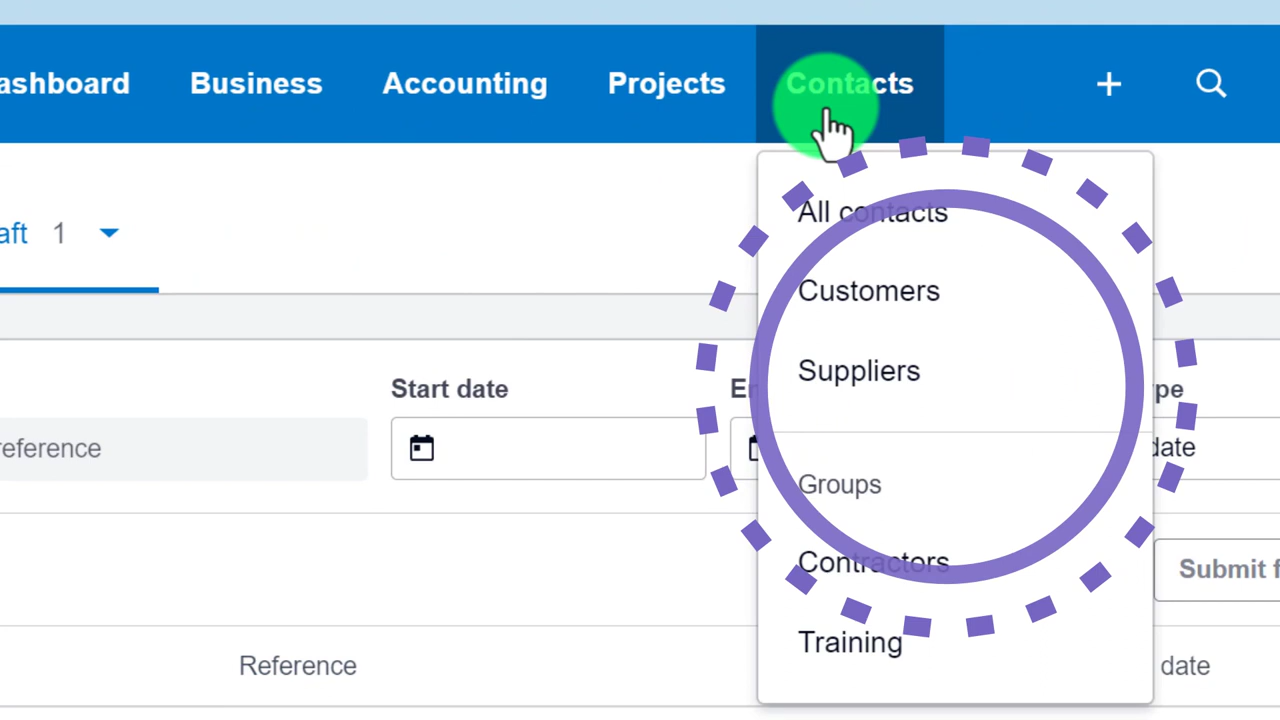 ashboard Business Accounting Projects Contacts
aft 1
All contacts
Customers
Suppliers
Groups
Contractors
Training
Start date
reference
date
Submit f
Reference
date